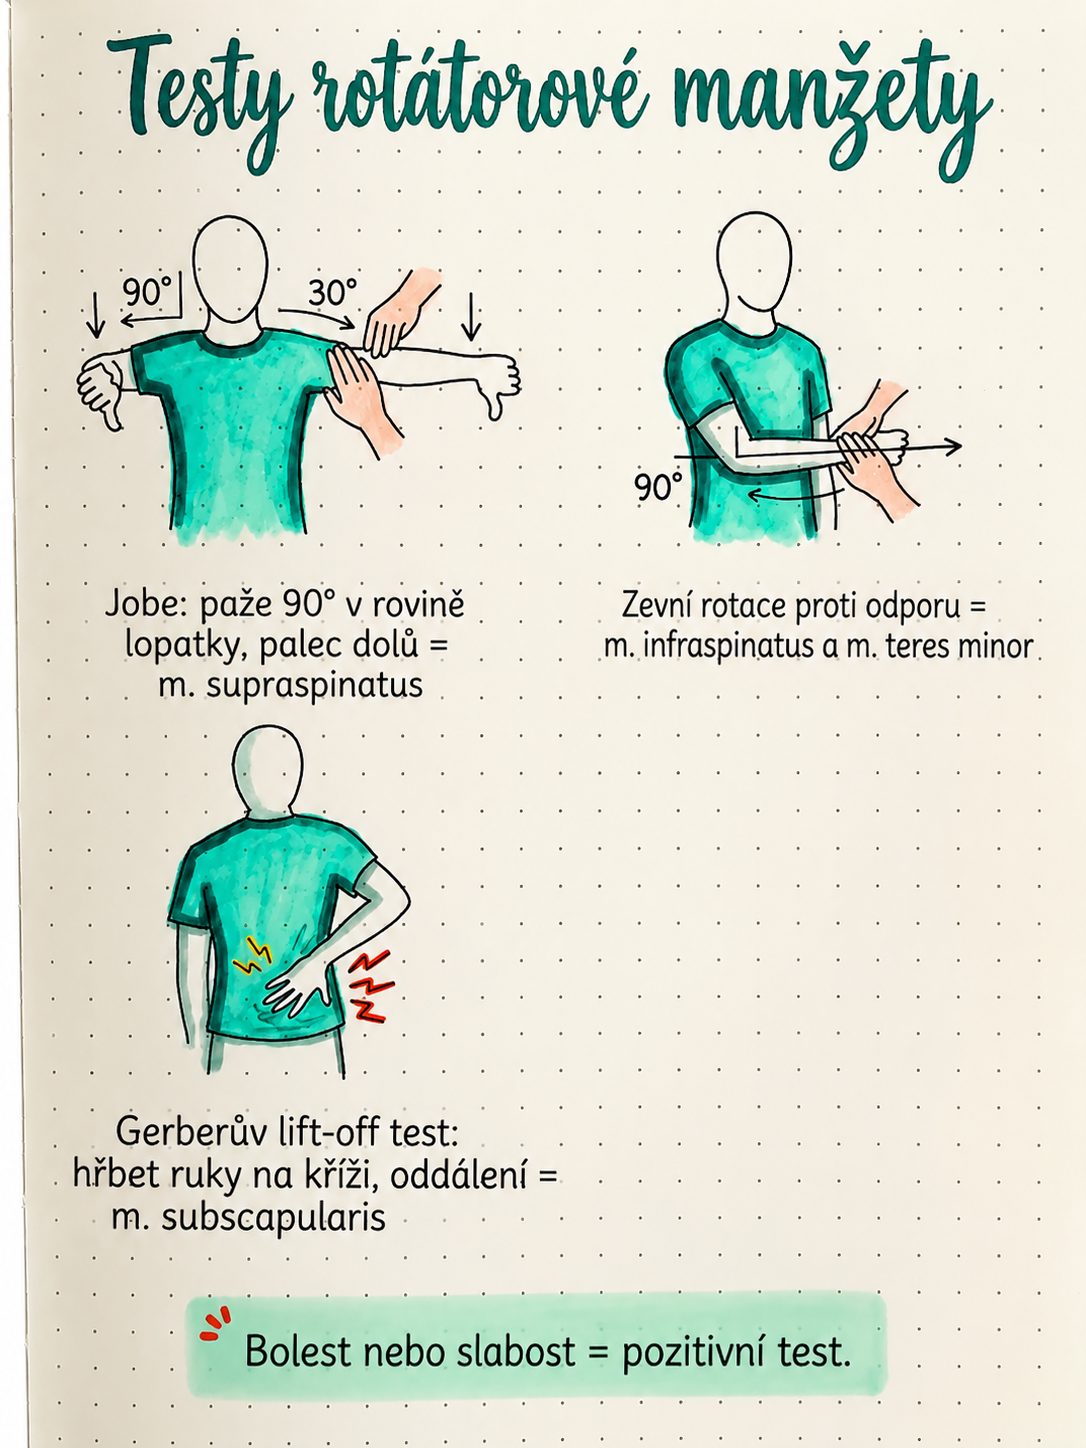 Testy rotátorové manžety
90°
30°
Jobe: paže 90° v rovině
lopatky, palec dolů =
m. supraspinatus
90°
Zevní rotace proti odporu =
m. infraspinatus a m. teres minor
Gerberův lift-off test:
hřbet ruky na kříži, oddálení =
m. subscapularis
Bolest nebo slabost = pozitivní test.